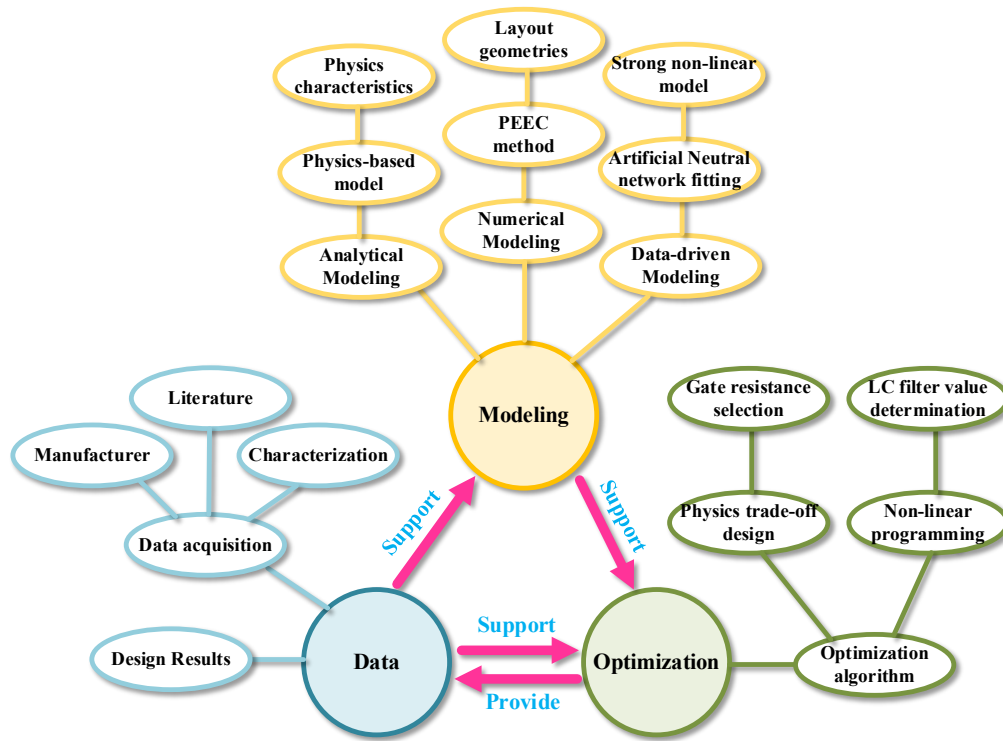 Layout
geometries
Physics
characteristics
Strong non-linear
model
PEEC
method
Physics-based
model
Artificial Neutral
network fitting
Numerical
Modeling
Analytical
Modeling
Data-driven
Modeling
Modeling
Literature
Manufacturer
Characterization
Data acquisition
Design Results
Data
Gate resistance
selection
LC filter value
determination
Physics trade-off
design
Non-linear
programming
Optimization
algorithm
Optimization
Support
Support
Support
Provide